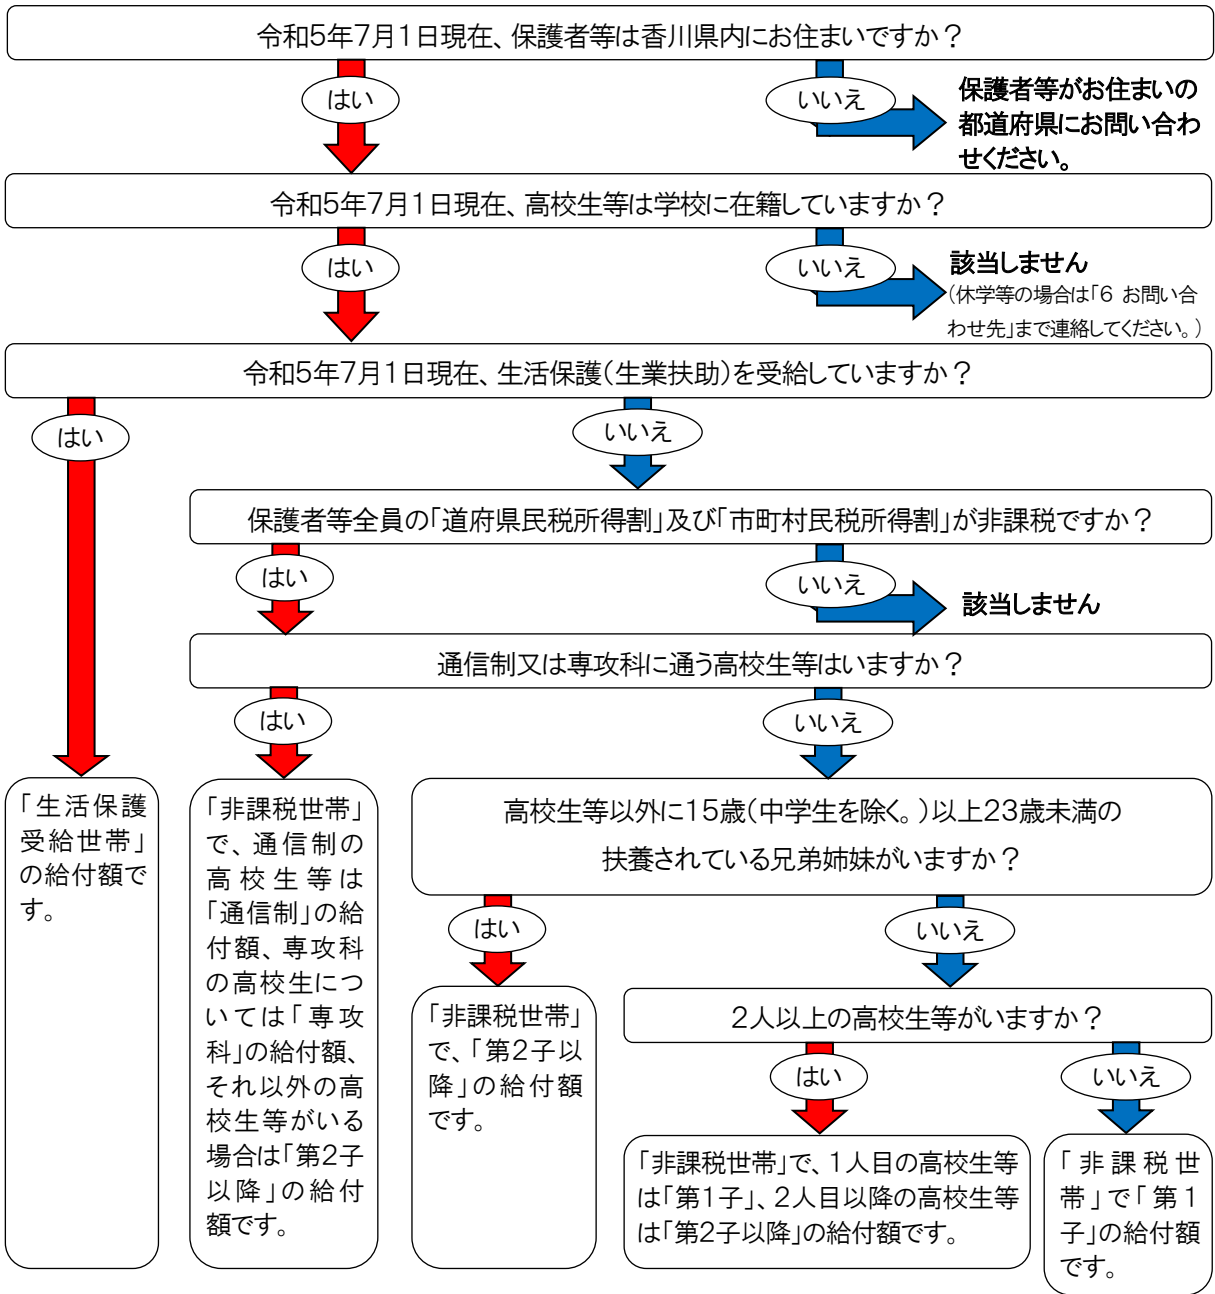 令和5年7月1日現在、保護者等は香川県内にお住まいですか？
はい
いいえ
保護者等がお住まいの
都道府県にお問い合わ
せください。
令和5年7月1日現在、高校生等は学校に在籍していますか？
はい
いいえ
該当しません
（休学等の場合は「6 お問い合
わせ先」まで連絡してください。）
令和5年7月1日現在、生活保護（生業扶助）を受給していますか？
はい
いいえ
保護者等全員の「道府県民税所得割」及び「市町村民税所得割」が非課税ですか？
はい
いいえ
該当しません
通信制又は専攻科に通う高校生等はいますか？
はい
いいえ
「生活保護
受給世帯」
の給付額で
す。
「非課税世帯」
で、通信制の
高校生等は
「通信制」の給
付額、専攻科
の高校生につ
いては「専攻
科」の給付額、
それ以外の高
校生等がいる
場合は「第2子
以降」の給付
額です。
高校生等以外に15歳（中学生を除く。）以上23歳未満の
扶養されている兄弟姉妹がいますか？
はい
いいえ
「非課税世帯」
で、「第2子以
降」の給付額
です。
2人以上の高校生等がいますか？
はい
いいえ
「非課税世帯」で、1人目の高校生等
は「第1子」、2人目以降の高校生等
は「第2子以降」の給付額です。
「非課税世
帯」で「第1
子」の給付額
です。